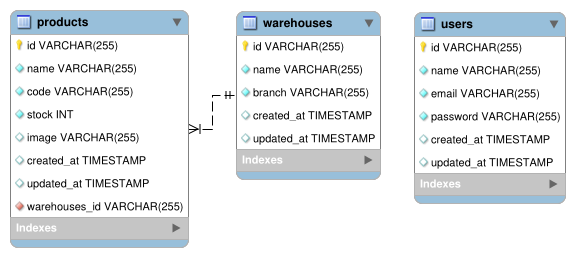 products
id VARCHAR(255)
name VARCHAR(255)
code VARCHAR(255)
stock INT
image VARCHAR(255)
created_at TIMESTAMP
updated_at TIMESTAMP
warehouses_id VARCHAR(255)
Indexes
warehouses
id VARCHAR(255)
name VARCHAR(255)
branch VARCHAR(255)
created_at TIMESTAMP
updated_at TIMESTAMP
Indexes
users
id VARCHAR(255)
name VARCHAR(255)
email VARCHAR(255)
password VARCHAR(255)
created_at TIMESTAMP
updated_at TIMESTAMP
Indexes